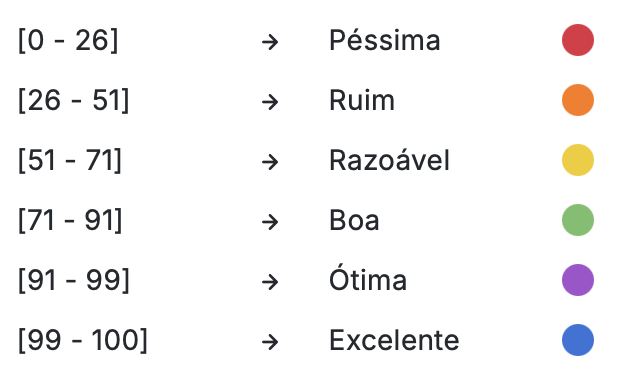 [0 - 26] → Péssima
[26 - 51] → Ruim
[51 - 71] → Razoável
[71 - 91] → Boa
[91 - 99] → Ótima
[99 - 100] → Excelente